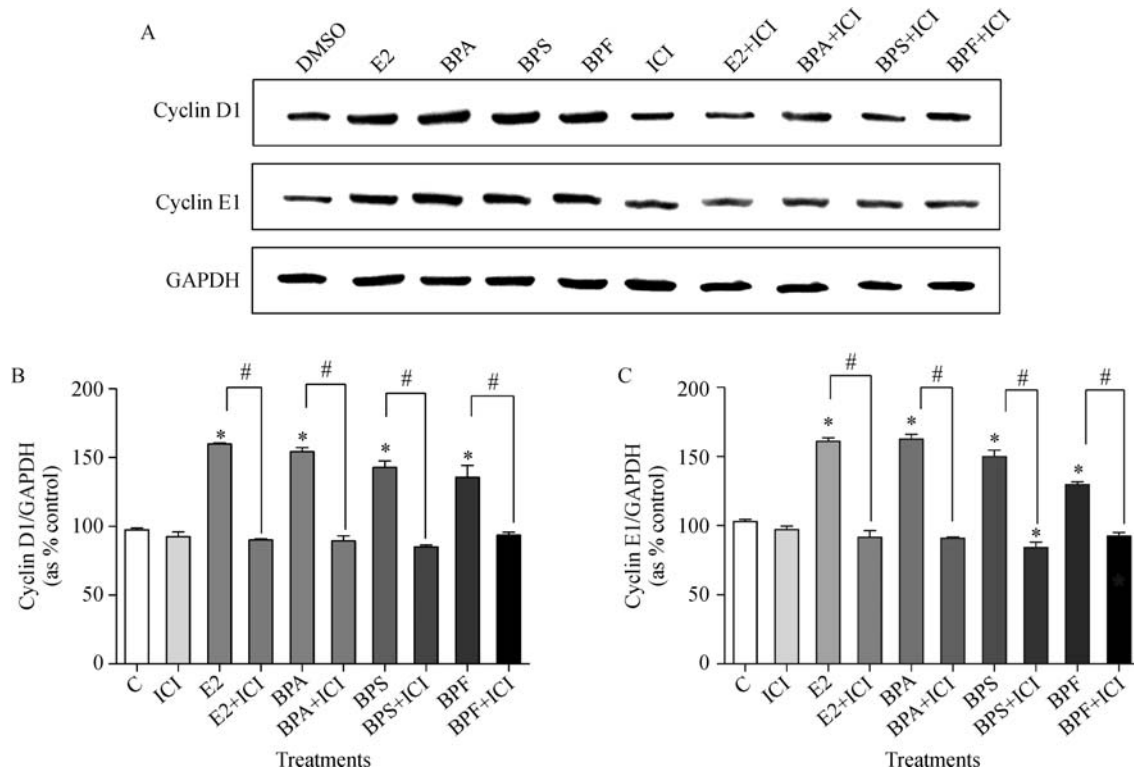 A
DMSO E2 BPA BPS BPF ICI E2+ICI BPA+ICI BPS+ICI BPF+ICI
Cyclin D1
Cyclin E1
GAPDH
B
Cyclin D1/GAPDH
(as % control)
200
150
100
50
0
# # # #
* * * *
C ICI E2 E2+ICI BPA BPA+ICI BPS BPS+ICI BPF BPF+ICI
Treatments
C
Cyclin E1/GAPDH
(as % control)
200
150
100
50
0
# # # #
* * * * * *
C ICI E2 E2+ICI BPA BPA+ICI BPS BPS+ICI BPF BPF+ICI
Treatments